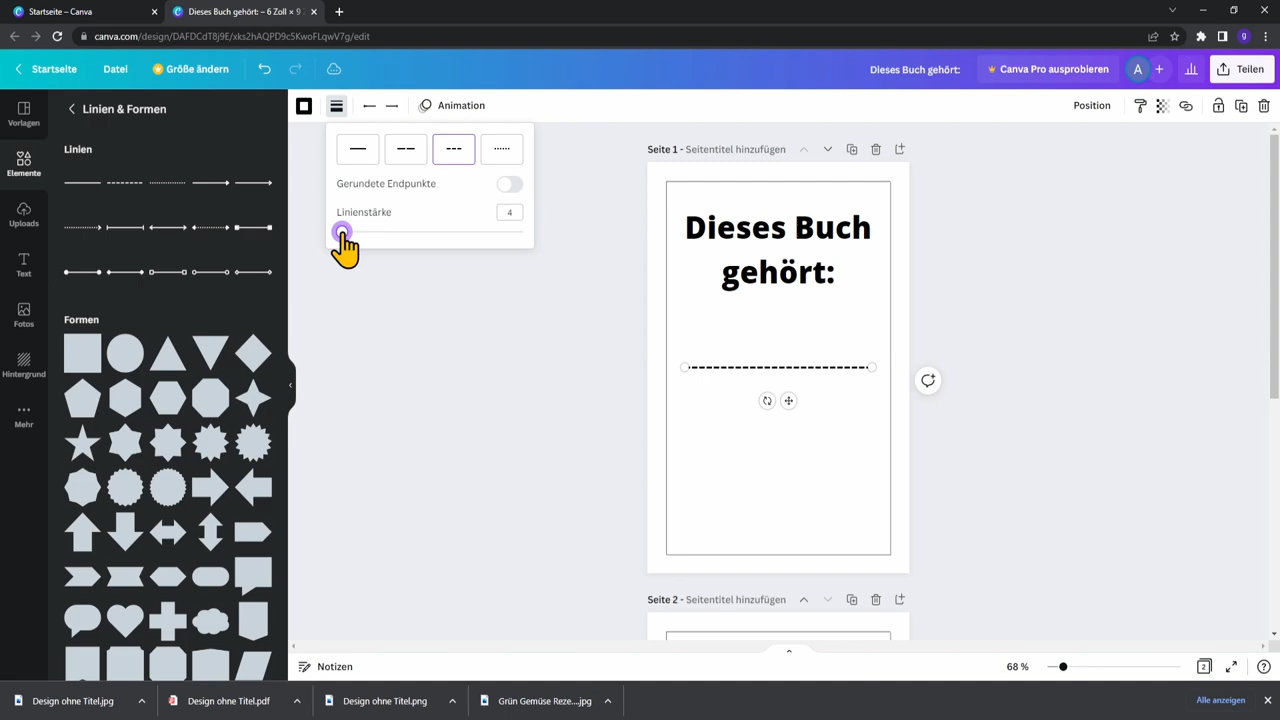 Startseite – Canva
Dieses Buch gehört: – 6 Zoll × 9
canva.com/design/DAFDCdT8j9E/xks2hAQPD9c5KwoFLqwV7g/edit
g
Startseite
Datei
Größe ändern
Dieses Buch gehört:
Canva Pro ausprobieren
A
Teilen
Vorlagen
Elemente
Uploads
Text
Fotos
Hintergrund
Mehr
Linien & Formen
Linien
Formen
Animation
Position
Gerundete Endpunkte
Linienstärke
4
Seite 1 - Seitentitel hinzufügen
Dieses Buch
gehört:
Seite 2 - Seitentitel hinzufügen
Notizen
68 %
2
Design ohne Titel.jpg
Design ohne Titel.pdf
Design ohne Titel.png
Grün Gemüse Reze....jpg
Alle anzeigen